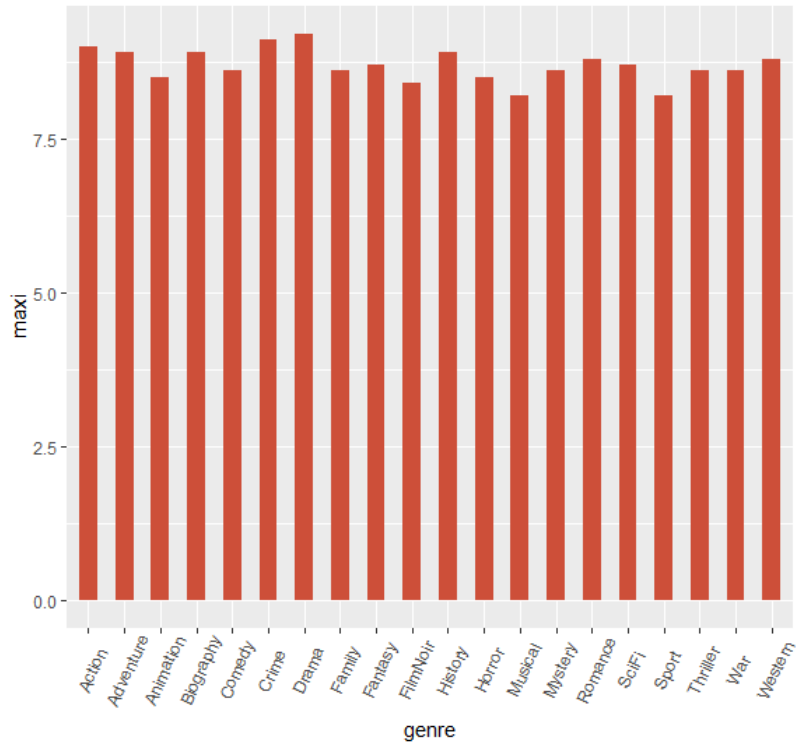 maxi
7.5
5.0
2.5
0.0
Action
Adventure
Animation
Biography
Comedy
Crime
Drama
Family
Fantasy
FilmNoir
History
Horror
Musical
Mystery
Romance
SciFi
Sport
Thriller
War
Western
genre